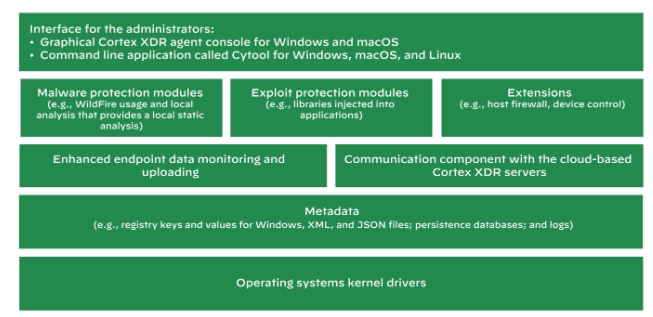 Interface for the administrators:
• Graphical Cortex XDR agent console for Windows and macOS
• Command line application called Cytool for Windows, macOS, and Linux
Malware protection modules
(e.g., WildFire usage and local
analysis that provides a local static
analysis)
Exploit protection modules
(e.g., libraries injected into
applications)
Extensions
(e.g., host firewall, device control)
Enhanced endpoint data monitoring and
uploading
Communication component with the cloud-based
Cortex XDR servers
Metadata
(e.g., registry keys and values for Windows, XML, and JSON files; persistence databases; and logs)
Operating systems kernel drivers